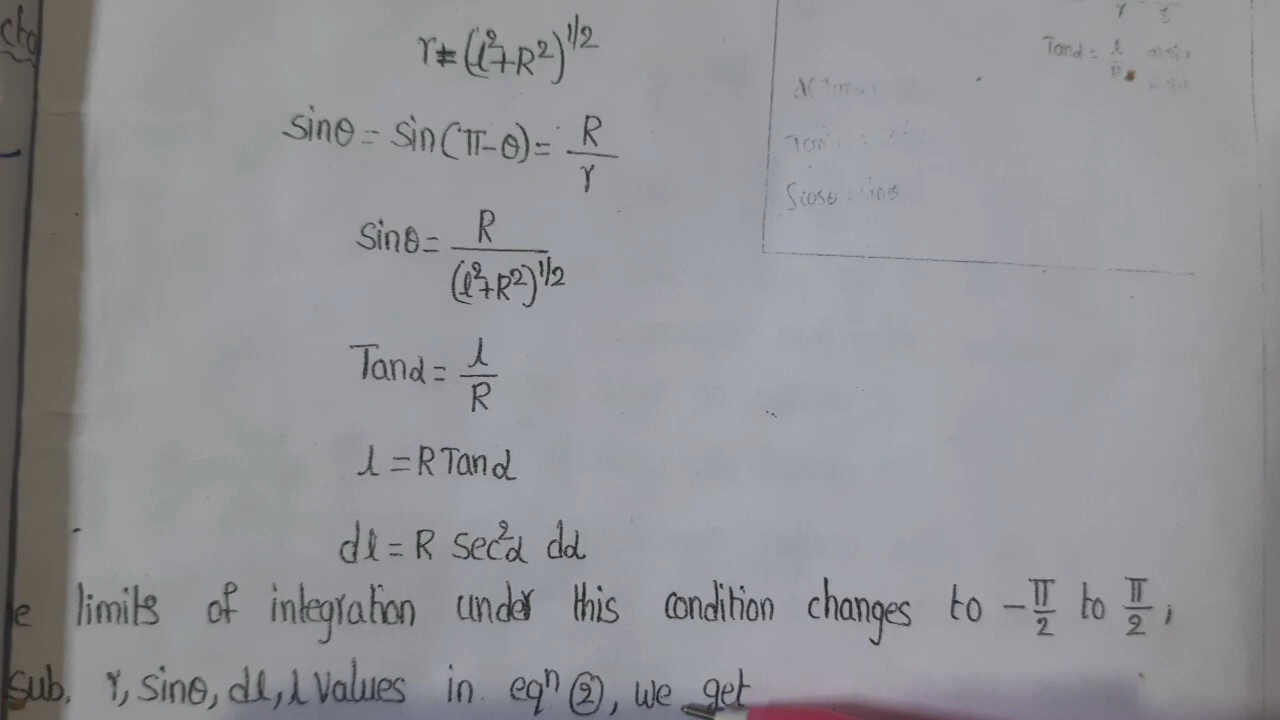 r = (l²+R²)^1/2
sinθ = sin(π-θ) = R/r
sinθ = R/(l²+R²)^1/2
Tanα = l/R
l = R Tanα
dl = R sec²α dα
e limits of integration under this condition changes to -π/2 to π/2,
sub. r, sinθ, dl, l values in eqⁿ ②, we get
Tanα = l/R